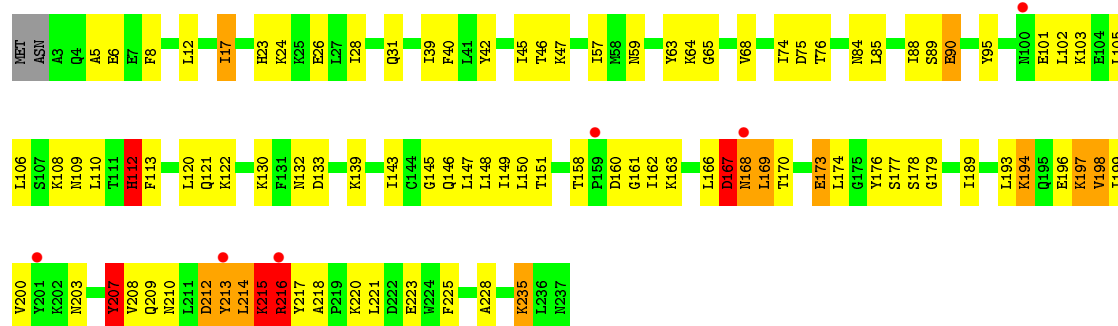 MET ASN A3 Q4 A5 E6 E7 F8 L12 I17 H23 K24 K25 E26 L27 I28 Q31 I39 F40 L41 Y42 I45 T46 K47 I57 M58 N59 Y63 K64 G65 V68 I74 D75 T76 N84 L85 I88 S89 E90 Y95 N100 E101 L102 K103 E104 L105
L106 S107 K108 N109 L110 T111 H112 F113 L120 Q121 K122 K130 F131 N132 D133 K139 I143 C144 G145 Q146 L147 L148 I149 L150 T151 T158 P159 D160 G161 I162 K163 L166 D167 N168 L169 T170 E173 L174 G175 Y176 S177 S178 G179 I189 L193 K194 Q195 E196 K197 V198 I199
V200 Y201 K202 N203 Y207 V208 Q209 N210 L211 D212 Y213 L214 K215 R216 Y217 A218 P219 K220 L221 D222 E223 W224 F225 A228 K235 L236 N237